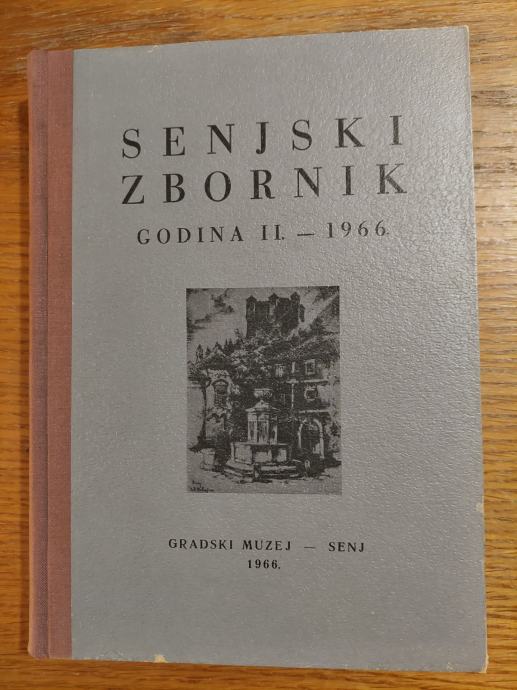 SENJSKI
ZBORNIK
GODINA II. — 1966.
GRADSKI MUZEJ — SENJ
1966.